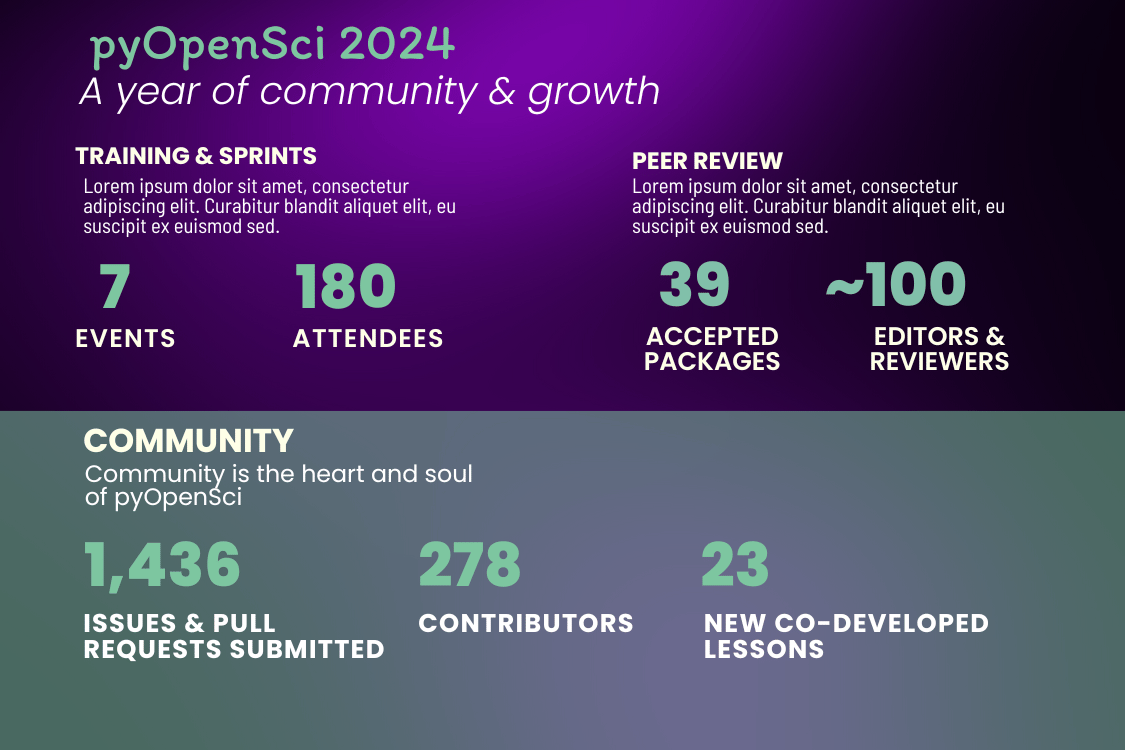 pyOpenSci 2024
A year of community & growth
TRAINING & SPRINTS
Lorem ipsum dolor sit amet, consectetur
adipiscing elit. Curabitur blandit aliquet elit, eu
suscipit ex euismod sed.
7
EVENTS
180
ATTENDEES
PEER REVIEW
Lorem ipsum dolor sit amet, consectetur
adipiscing elit. Curabitur blandit aliquet elit, eu
suscipit ex euismod sed.
39
ACCEPTED
PACKAGES
~100
EDITORS &
REVIEWERS
COMMUNITY
Community is the heart and soul
of pyOpenSci
1,436
ISSUES & PULL
REQUESTS SUBMITTED
278
CONTRIBUTORS
23
NEW CO-DEVELOPED
LESSONS